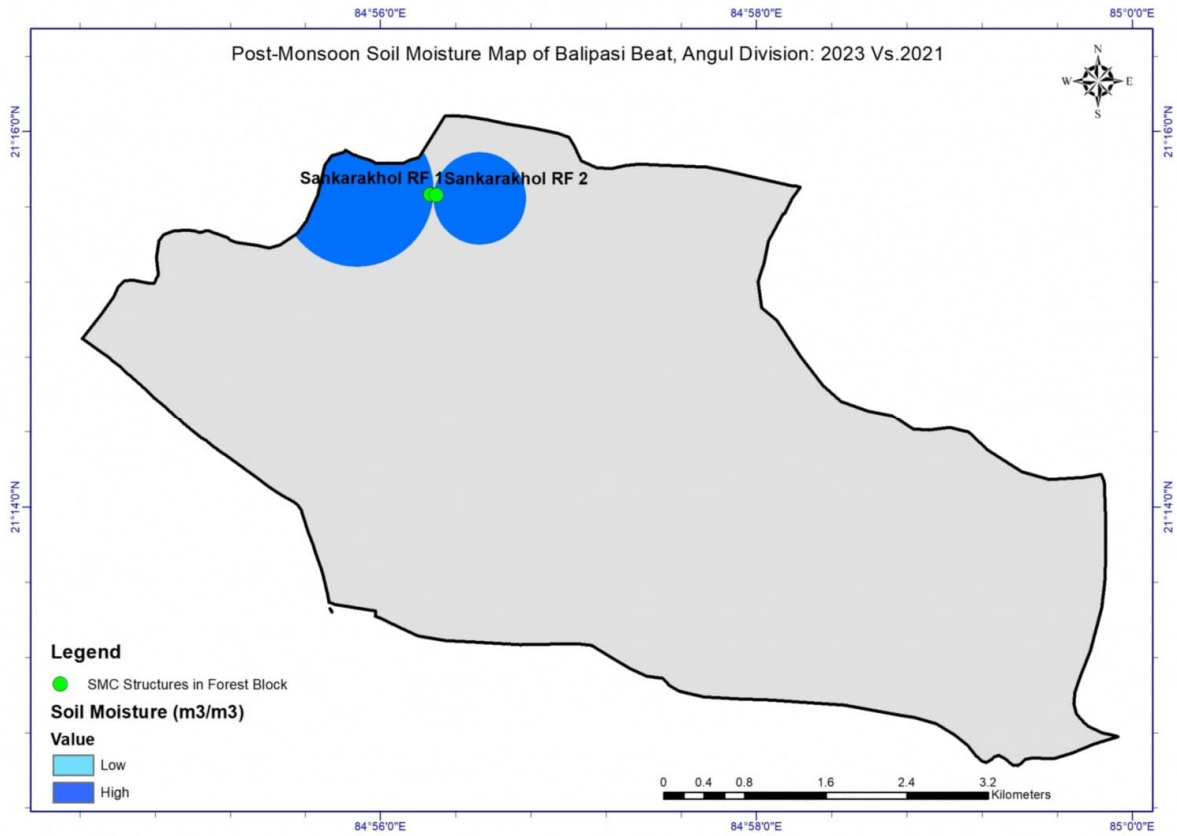 84°56'0"E 84°58'0"E 85°0'0"E
Post-Monsoon Soil Moisture Map of Balipasi Beat, Angul Division: 2023 Vs.2021
N
W E
S
21°16'0"N 21°16'0"N
Sankarakhol RF 1 Sankarakhol RF 2
21°14'0"N 21°14'0"N
Legend
SMC Structures in Forest Block
Soil Moisture (m3/m3)
Value
Low
High
0 0.4 0.8 1.6 2.4 3.2
Kilometers
84°56'0"E 84°58'0"E 85°0'0"E